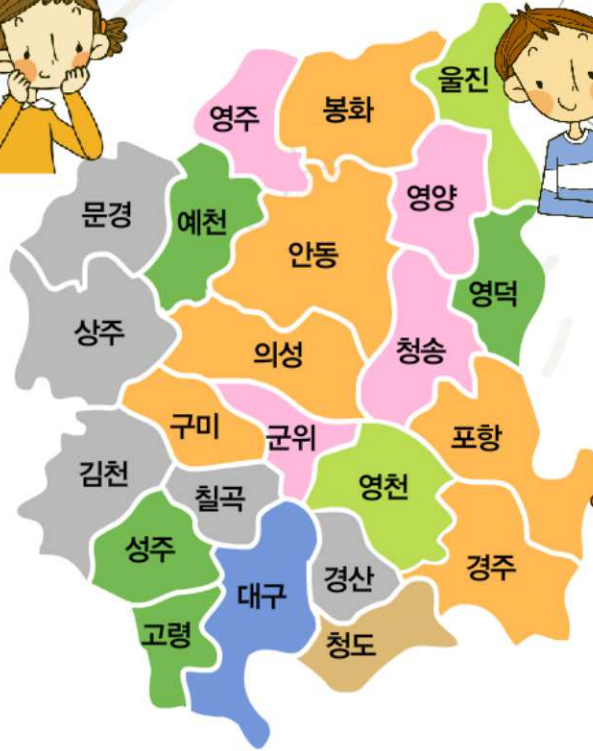 울진
봉화
영주
영양
문경
예천
안동
영덕
상주
의성
청송
구미
군위
포항
김천
칠곡
영천
성주
경산
경주
대구
고령
청도